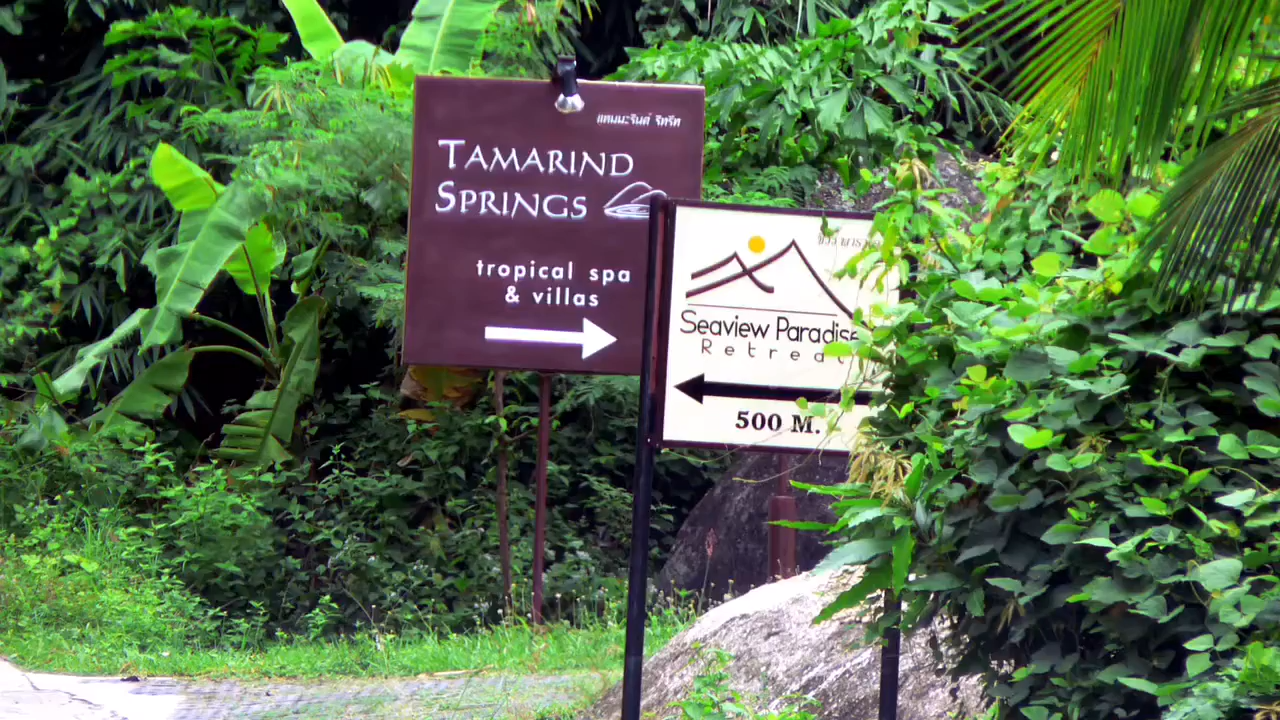 แทมมะรินด์ ริทรีท
TAMARIND
SPRINGS
tropical spa
& villas
Seaview Paradise
Retreat
500 M.